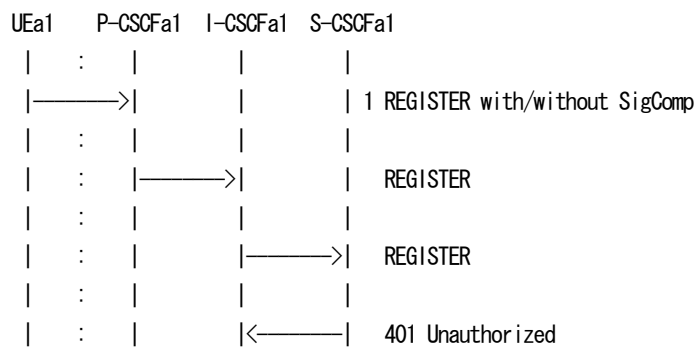 UEa1 P-CSCFa1 I-CSCFa1 S-CSCFa1
| : | | |
|---------->| | | 1 REGISTER with/without SigComp
| : | | |
| : |---------->| | REGISTER
| : | | |
| : | |---------->| REGISTER
| : | | |
| : | |<----------| 401 Unauthorized